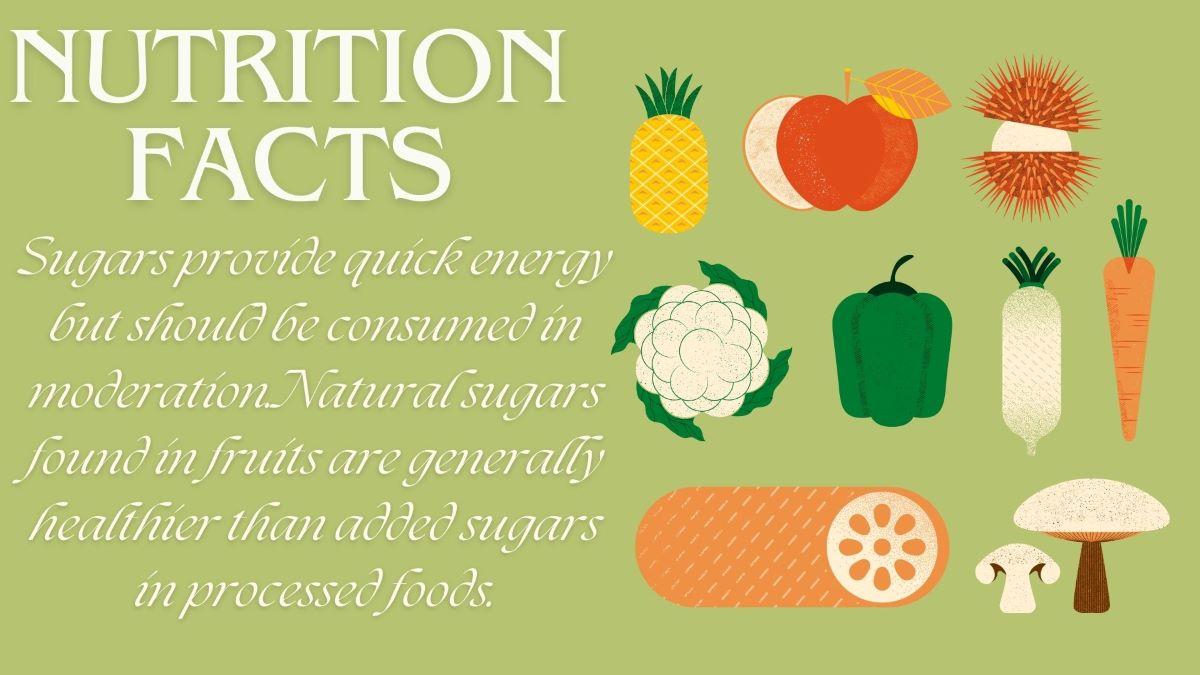 NUTRITION
FACTS
Sugars provide quick energy
but should be consumed in
moderation.Natural sugars
found in fruits are generally
healthier than added sugars
in processed foods.